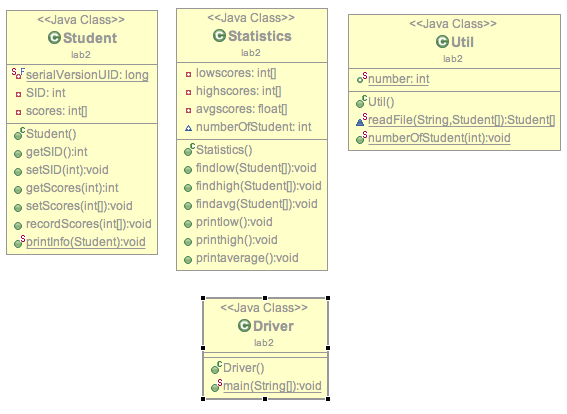 <<Java Class>>
Student
lab2
serialVersionUID: long
SID: int
scores: int[]
Student()
getSID():int
setSID(int):void
getScores(int):int
setScores(int[]):void
recordScores(int[]):void
printInfo(Student):void
<<Java Class>>
Statistics
lab2
lowscores: int[]
highscores: int[]
avgscores: float[]
numberOfStudent: int
Statistics()
findlow(Student[]):void
findhigh(Student[]):void
findavg(Student[]):void
printlow():void
printhigh():void
printaverage():void
<<Java Class>>
Util
lab2
number: int
Util()
readFile(String,Student[]):Student[]
numberOfStudent(int):void
<<Java Class>>
Driver
lab2
Driver()
main(String[]):void